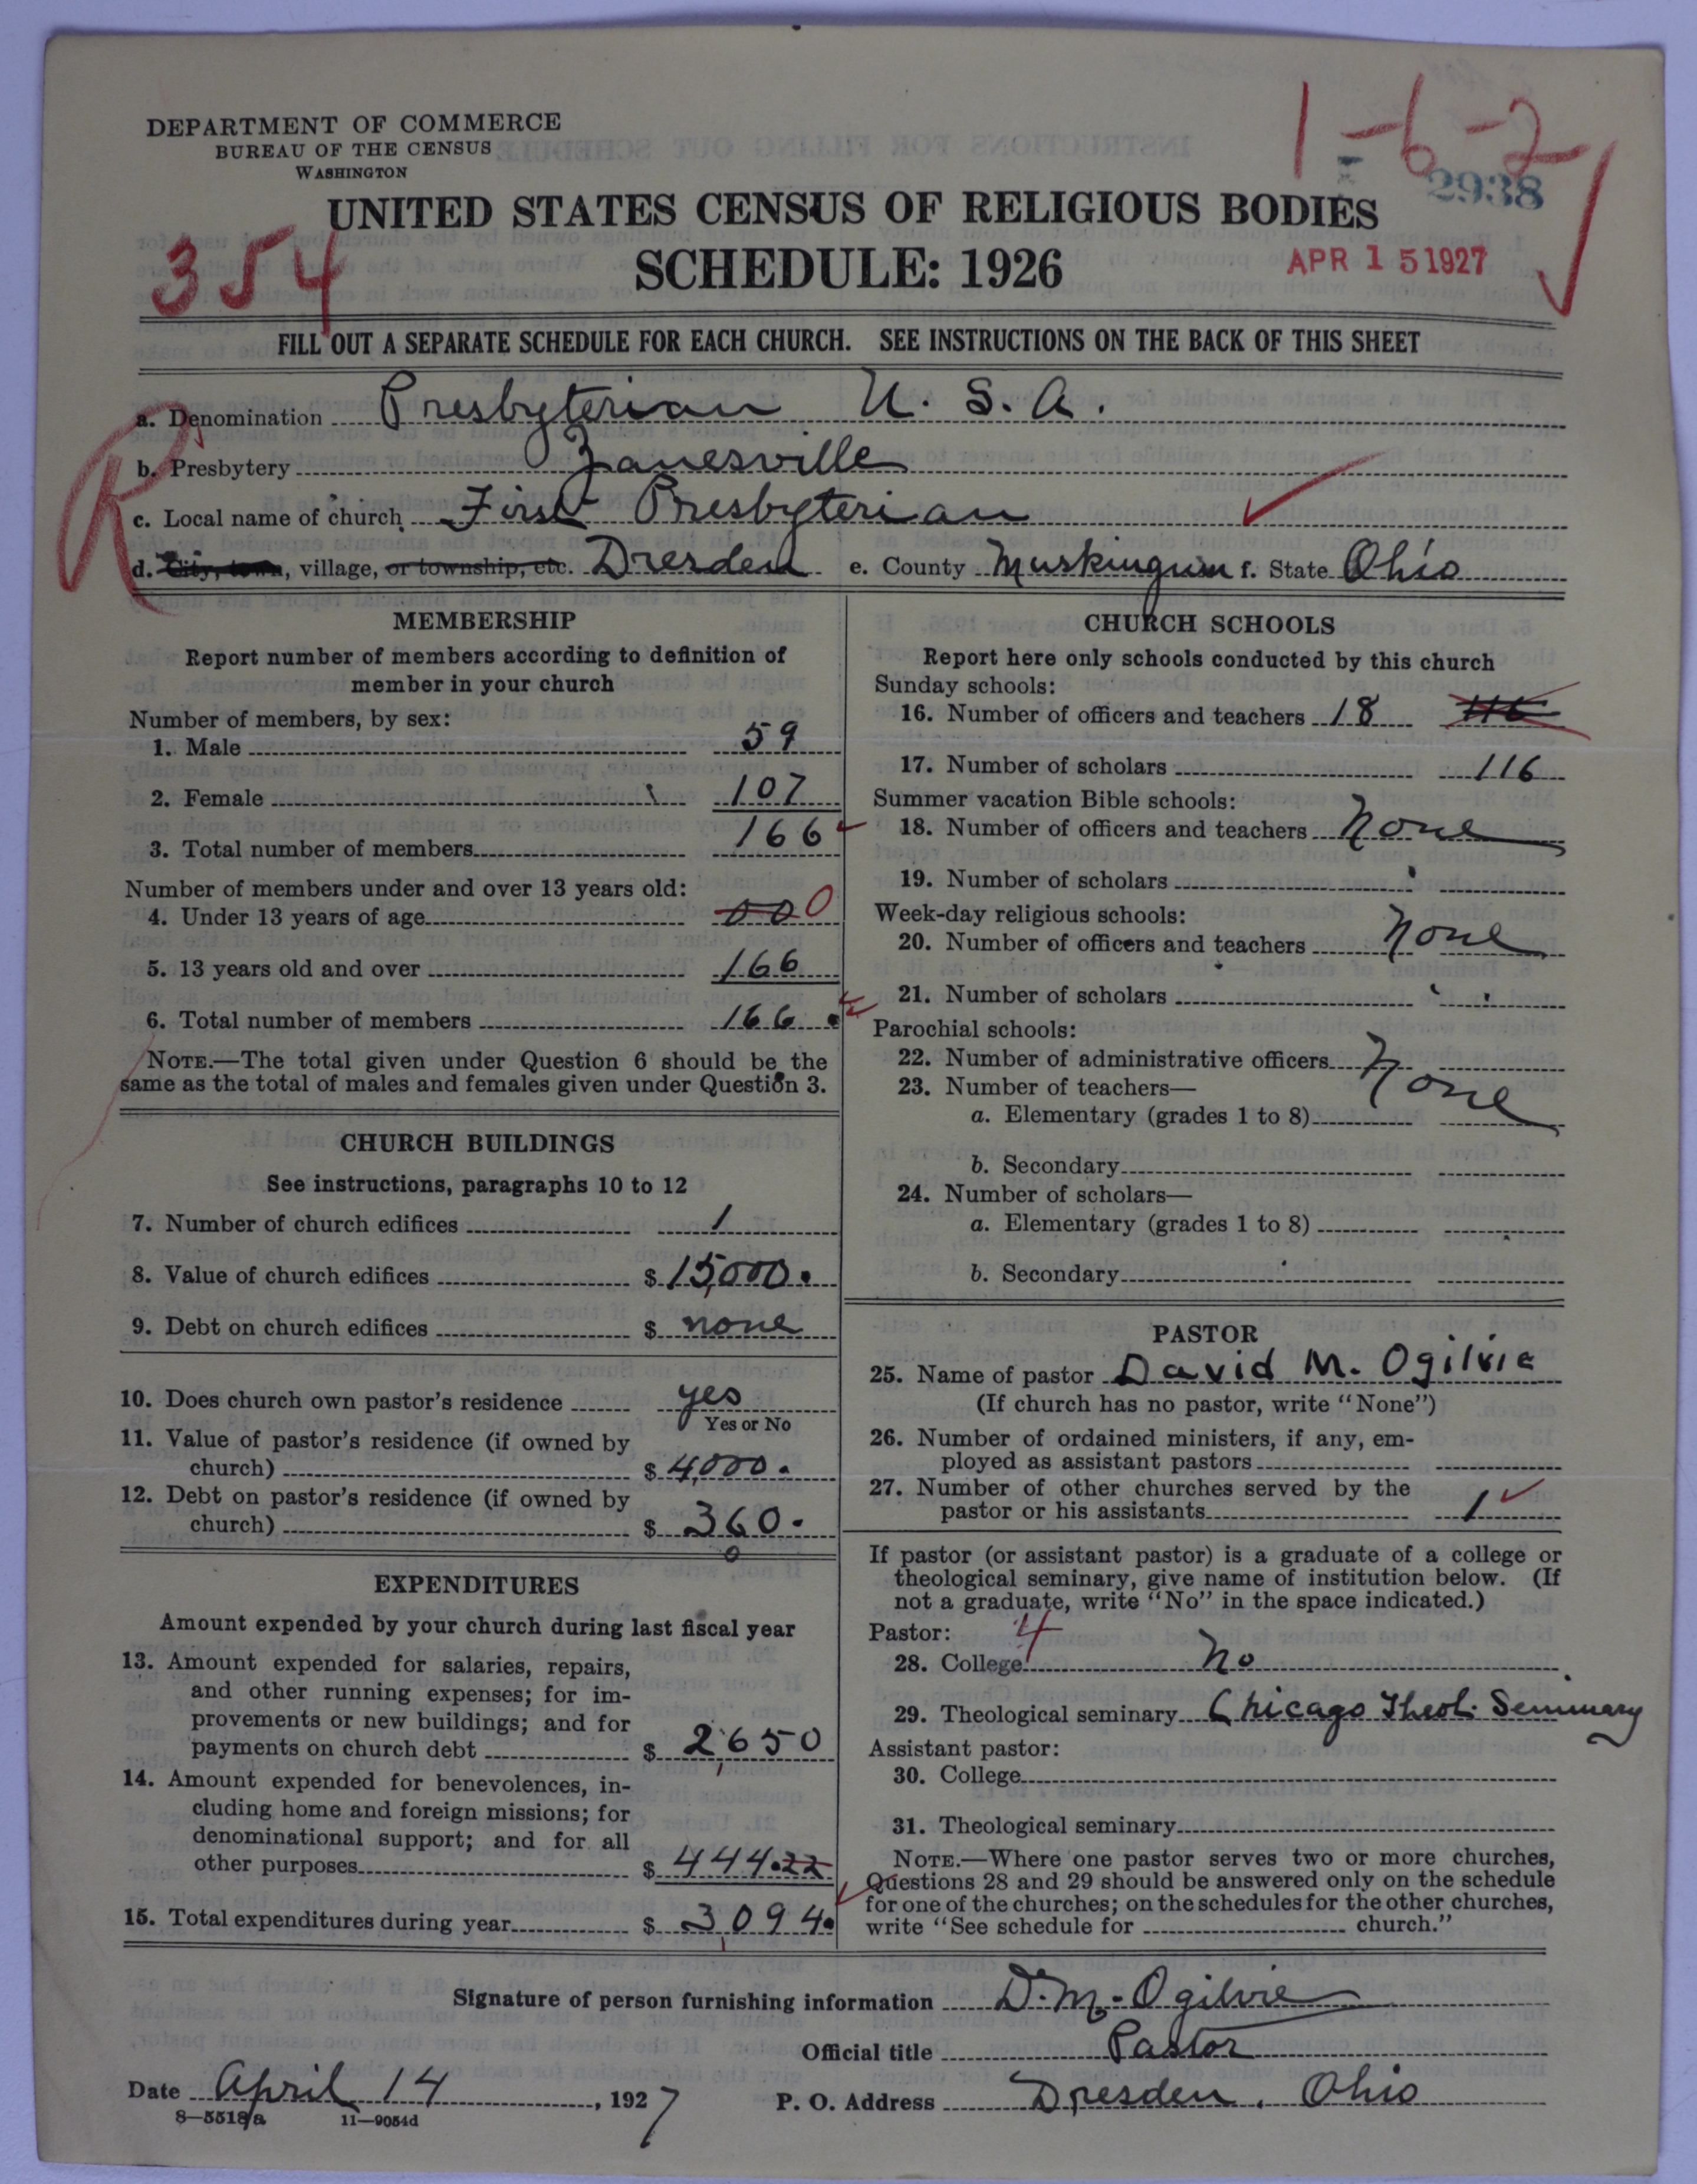 DEPARTMENT OF COMMERCE
BUREAU OF THE CENSUS
WASHINGTON
1-6-2
2938
UNITED STATES CENSUS OF RELIGIOUS BODIES
354
SCHEDULE: 1926
APR 15 1927
FILL OUT A SEPARATE SCHEDULE FOR EACH CHURCH. SEE INSTRUCTIONS ON THE BACK OF THIS SHEET
R
a. Denomination Presbyterian U. S. A.
b. Presbytery Zanesville
c. Local name of church First Presbyterian
d. City, town, village, or township, etc. Dresden e. County Muskingum f. State Ohio
MEMBERSHIP
Report number of members according to definition of
member in your church
Number of members, by sex:
1. Male 59
2. Female 107
3. Total number of members 166
Number of members under and over 13 years old:
4. Under 13 years of age 00 0
5. 13 years old and over 166
6. Total number of members 166
NOTE.—The total given under Question 6 should be the
same as the total of males and females given under Question 3.
CHURCH BUILDINGS
See instructions, paragraphs 10 to 12
7. Number of church edifices 1
8. Value of church edifices $ 15,000.
9. Debt on church edifices $ none
10. Does church own pastor's residence yes
Yes or No
11. Value of pastor's residence (if owned by
church) $ 4,000.
12. Debt on pastor's residence (if owned by
church) $ 360.
EXPENDITURES
Amount expended by your church during last fiscal year
13. Amount expended for salaries, repairs,
and other running expenses; for im-
provements or new buildings; and for
payments on church debt $ 2,650
14. Amount expended for benevolences, in-
cluding home and foreign missions; for
denominational support; and for all
other purposes $ 444.22
15. Total expenditures during year $ 3,094.
CHURCH SCHOOLS
Report here only schools conducted by this church
Sunday schools:
16. Number of officers and teachers 18 116
17. Number of scholars 116
Summer vacation Bible schools:
18. Number of officers and teachers None
19. Number of scholars
Week-day religious schools:
20. Number of officers and teachers None
21. Number of scholars
Parochial schools:
22. Number of administrative officers None
23. Number of teachers—
a. Elementary (grades 1 to 8)
b. Secondary
24. Number of scholars—
a. Elementary (grades 1 to 8)
b. Secondary
PASTOR
25. Name of pastor David M. Ogilvie
(If church has no pastor, write "None")
26. Number of ordained ministers, if any, em-
ployed as assistant pastors
27. Number of other churches served by the
pastor or his assistants 1
If pastor (or assistant pastor) is a graduate of a college or
theological seminary, give name of institution below. (If
not a graduate, write "No" in the space indicated.)
Pastor: 4
28. College No
29. Theological seminary Chicago Theol. Seminary
Assistant pastor:
30. College
31. Theological seminary
NOTE.—Where one pastor serves two or more churches,
Questions 28 and 29 should be answered only on the schedule
for one of the churches; on the schedules for the other churches,
write "See schedule for church."
Signature of person furnishing information D. M. Ogilvie
Official title Pastor
Date April 14, 1927 P. O. Address Dresden, Ohio
8—5518a 11—9054d